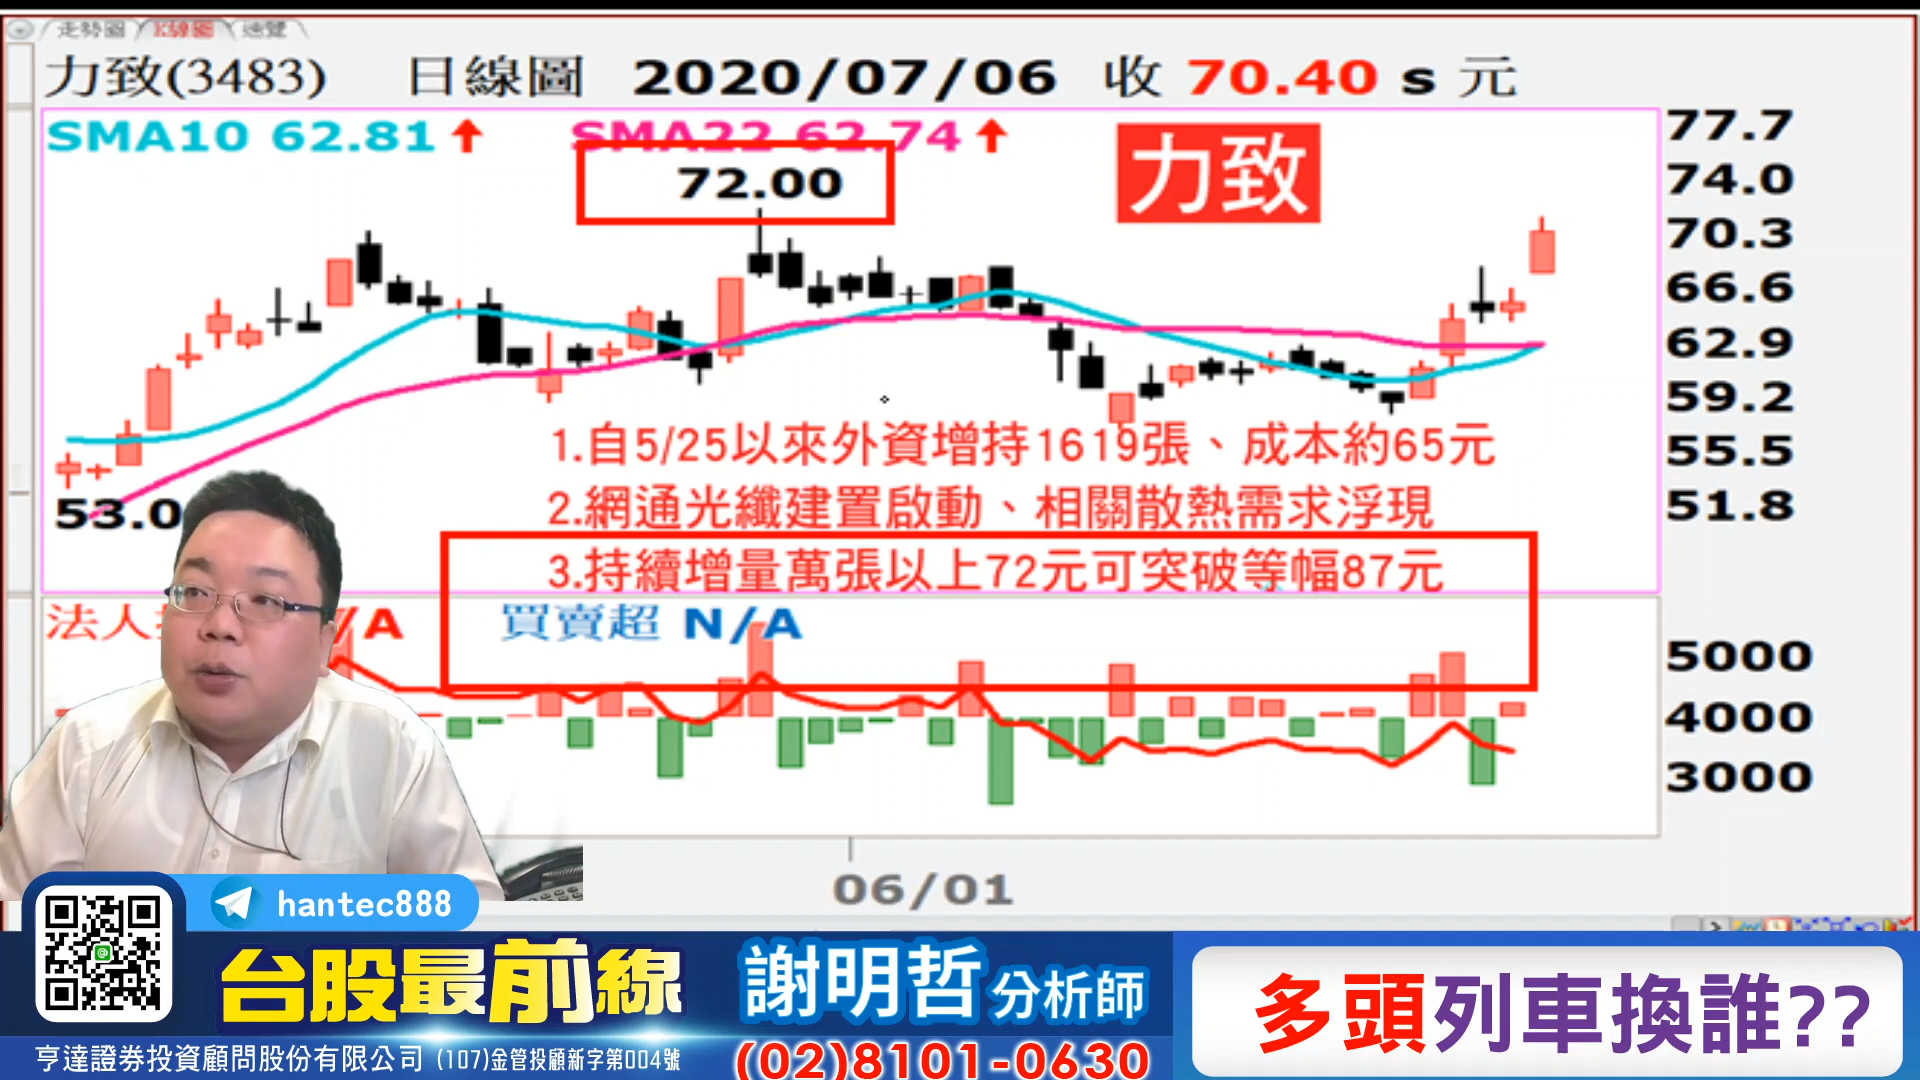 走勢圖 K線圖 速覽
力致(3483) 日線圖 2020/07/06 收 70.40 s 元
SMA10 62.81 SMA22 62.74
72.00
力致
77.7
74.0
70.3
66.6
62.9
59.2
55.5
51.8
1.自5/25以來外資增持1619張、成本約65元
2.網通光纖建置啟動、相關散熱需求浮現
3.持續增量萬張以上72元可突破等幅87元
53.0
法人 /A 買賣超 N/A
5000
4000
3000
06/01
hantec888
台股最前線 謝明哲 分析師
亨達證券投資顧問股份有限公司 (107)金管投顧新字第004號
(02)8101-0630
多頭列車換誰??